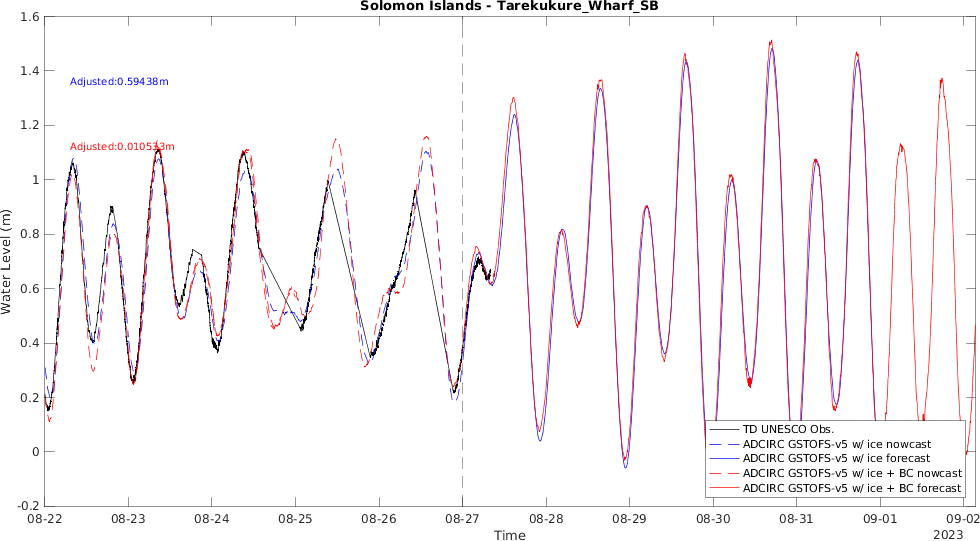 Solomon Islands - Tarekukure_Wharf_SB
1.6
1.4
1.2
1
0.8
0.6
0.4
0.2
0
-0.2
Water Level (m)
Adjusted:0.59438m
Adjusted:0.010533m
TD UNESCO Obs.
ADCIRC GSTOFS-v5 w/ ice nowcast
ADCIRC GSTOFS-v5 w/ ice forecast
ADCIRC GSTOFS-v5 w/ ice + BC nowcast
ADCIRC GSTOFS-v5 w/ ice + BC forecast
08-22 08-23 08-24 08-25 08-26 08-27 08-28 08-29 08-30 08-31 09-01 09-02
Time
2023